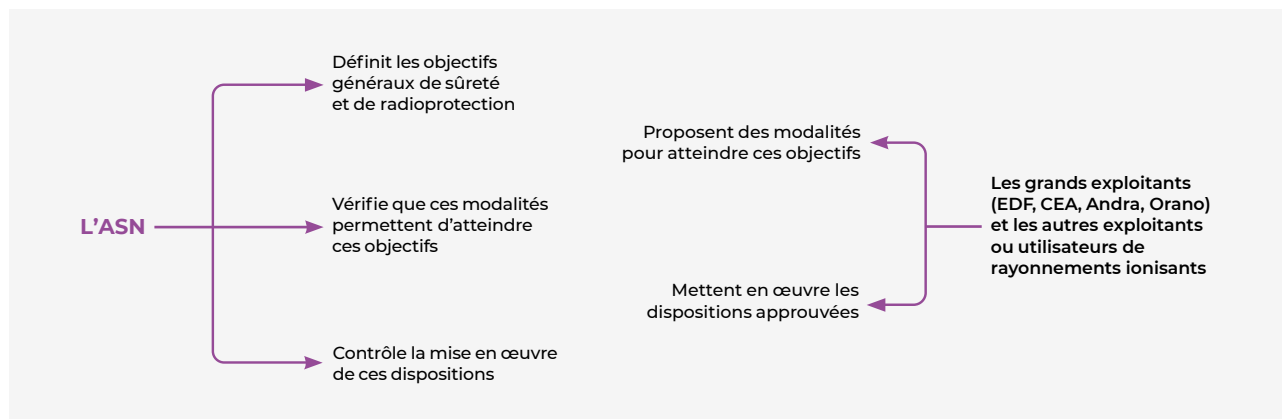 L’ASN
Définit les objectifs
généraux de sûreté
et de radioprotection
Vérifie que ces modalités
permettent d’atteindre
ces objectifs
Contrôle la mise en œuvre
de ces dispositions
Proposent des modalités
pour atteindre ces objectifs
Mettent en œuvre les
dispositions approuvées
Les grands exploitants
(EDF, CEA, Andra, Orano)
et les autres exploitants
ou utilisateurs de
rayonnements ionisants